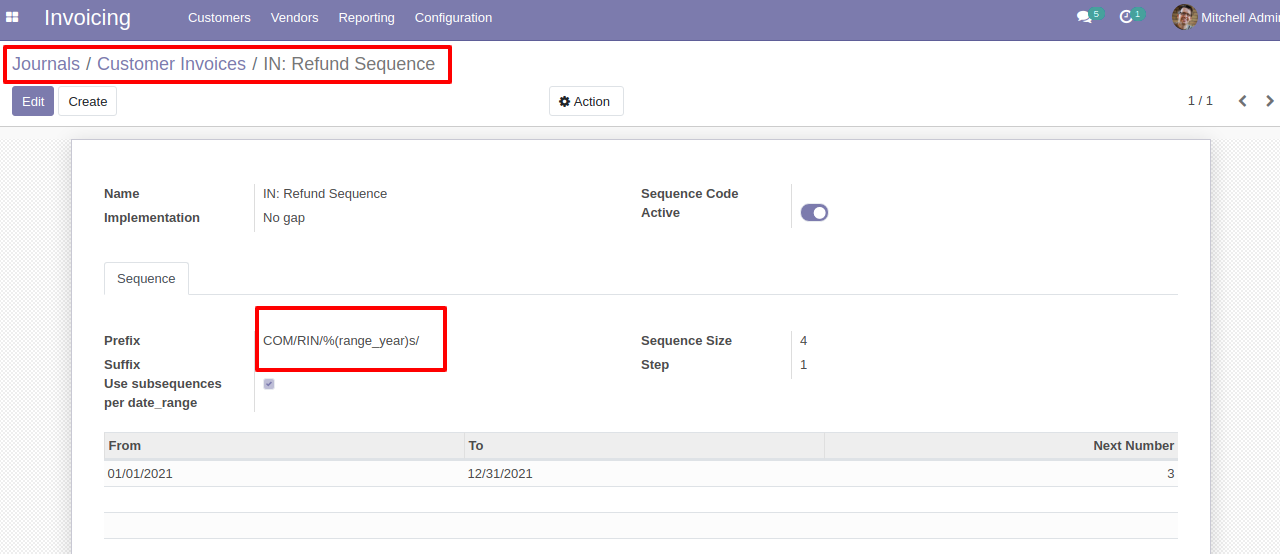 Invoicing Customers Vendors Reporting Configuration 5 1 Mitchell Admin
Journals / Customer Invoices / IN: Refund Sequence
Edit Create Action 1 / 1
Name IN: Refund Sequence Sequence Code
Implementation No gap Active
Sequence
Prefix COM/RIN/%(range_year)s/ Sequence Size 4
Suffix Step 1
Use subsequences
per date_range
From To Next Number
01/01/2021 12/31/2021 3